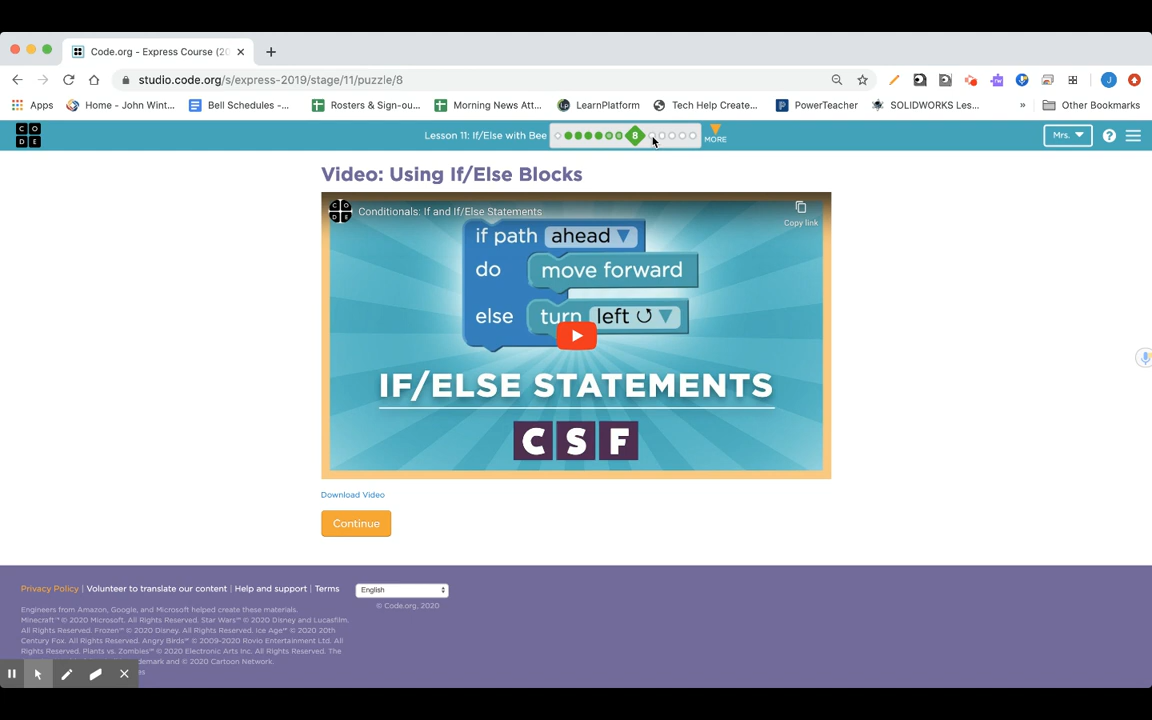 Code.org - Express Course (20
studio.code.org/s/express-2019/stage/11/puzzle/8
Apps Home - John Wint... Bell Schedules -... Rosters & Sign-ou... Morning News Att... LearnPlatform Tech Help Create... PowerTeacher SOLIDWORKS Les... » Other Bookmarks
J
C O D E
Lesson 11: If/Else with Bee 8 MORE Mrs. ?
Video: Using If/Else Blocks
C O D E
Conditionals: If and If/Else Statements
Copy link
if path ahead
do move forward
else turn left
IF/ELSE STATEMENTS
C S F
Download Video
Continue
Privacy Policy | Volunteer to translate our content | Help and support | Terms English
© Code.org, 2020
Engineers from Amazon, Google, and Microsoft helped create these materials.
Minecraft™ © 2020 Microsoft. All Rights Reserved. Star Wars™ © 2020 Disney and Lucasfilm.
All Rights Reserved. Frozen™ © 2020 Disney. All Rights Reserved. Ice Age™ © 2020 20th
Century Fox. All Rights Reserved. Angry Birds™ © 2009-2020 Rovio Entertainment Ltd. All
Rights Reserved. Plants vs. Zombies™ © 2020 Electronic Arts Inc. All Rights Reserved. The
demark and © 2020 Cartoon Network.
es